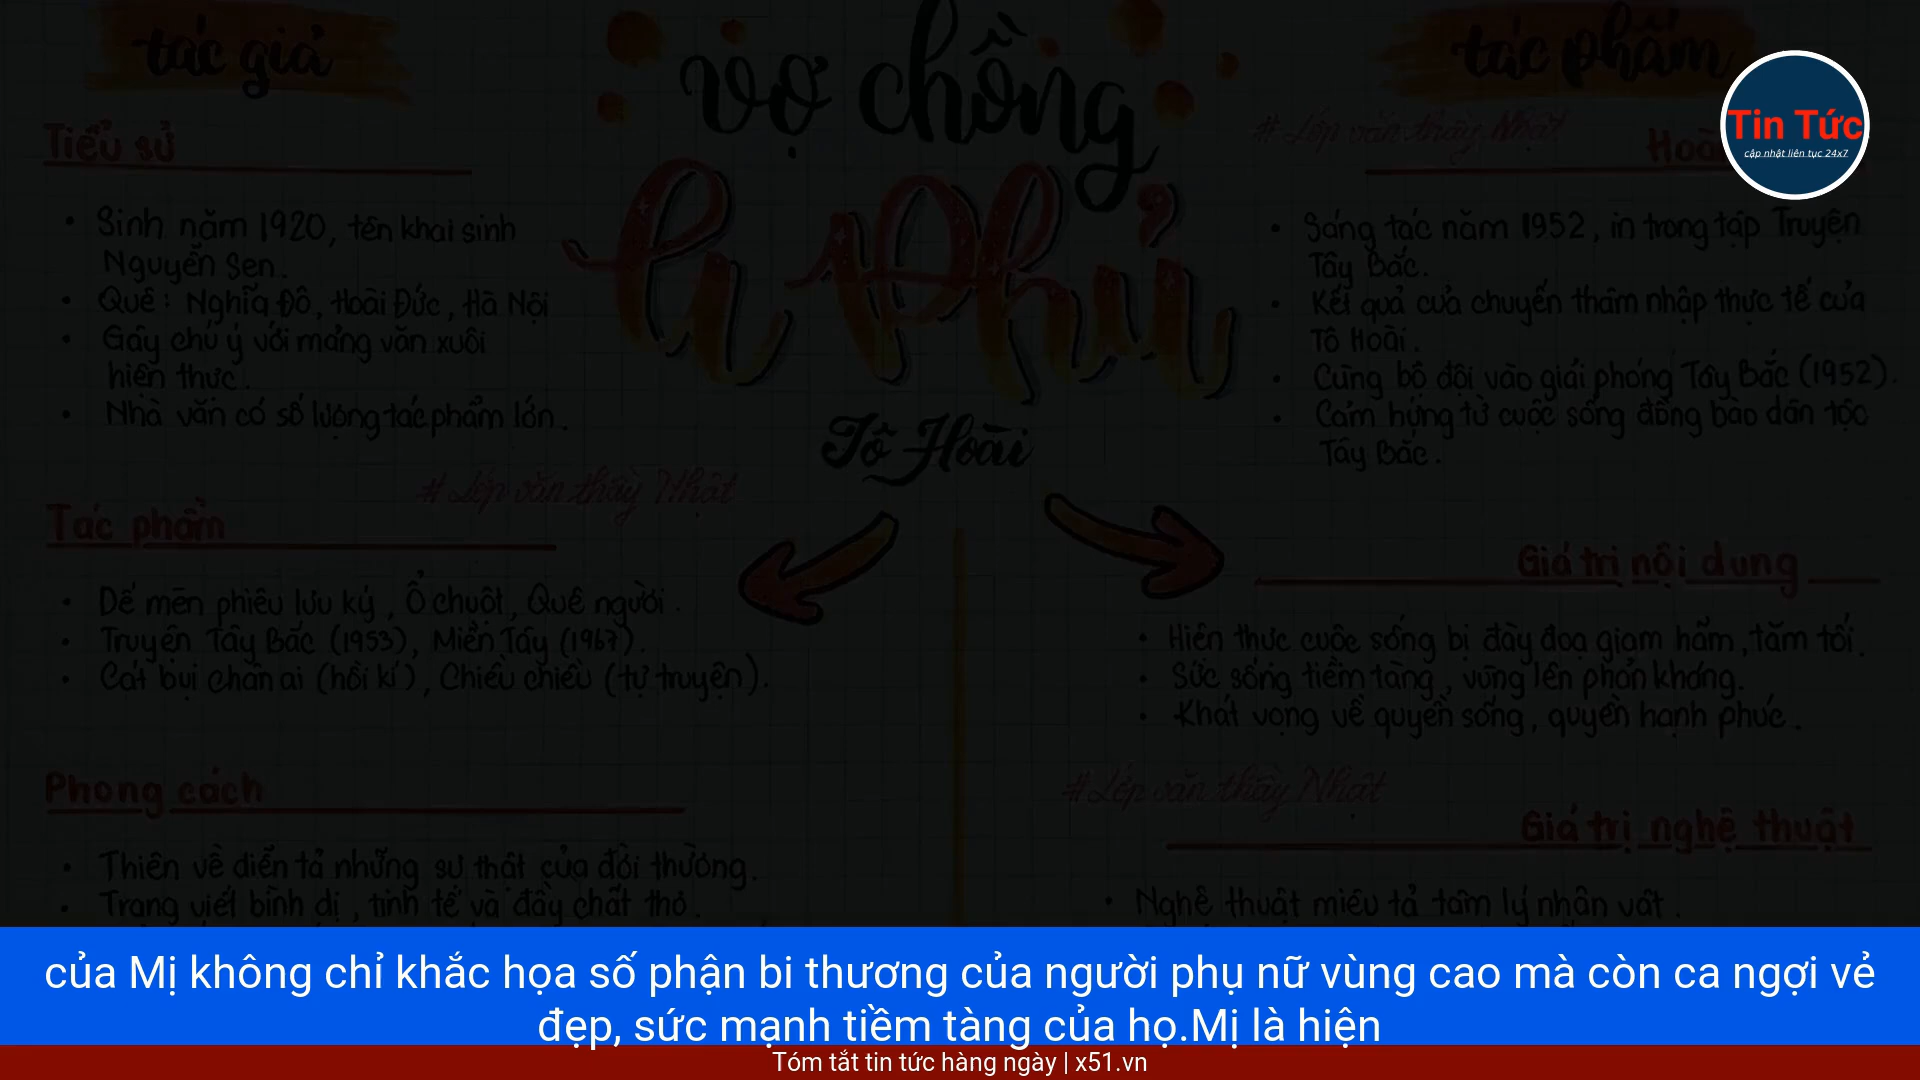 tác giả
vợ chồng
tác phẩm
Tin Tức
cập nhật liên tục 24x7
# Lớp văn thầy Nhật
Tiểu sử
Sinh năm 1920, tên khai sinh
Nguyễn Sen.
Quê: Nghĩa Đô, Hoài Đức, Hà Nội
Gây chú ý với mảng văn xuôi
hiện thực.
Nhà văn có số lượng tác phẩm lớn.
A Phủ
Tô Hoài
Sáng tác năm 1952, in trong tập Truyện
Tây Bắc.
Kết quả của chuyến thâm nhập thực tế của
Tô Hoài.
Cùng bộ đội vào giải phóng Tây Bắc (1952).
Cảm hứng từ cuộc sống đồng bào dân tộc
Tây Bắc.
# Lớp văn thầy Nhật
Tác phẩm
Dế mèn phiêu lưu ký, Ổ chuột, Quê người.
Truyện Tây Bắc (1953), Miền Tây (1967).
Cát bụi chân ai (hồi kí), Chiều chiều (tự truyện).
Giá trị nội dung
Hiện thực cuộc sống bị đày đoạ giam hãm, tăm tối.
Sức sống tiềm tàng, vùng lên phản kháng.
Khát vọng về quyền sống, quyền hạnh phúc.
# Lớp văn thầy Nhật
Phong cách
Thiên về diễn tả những sự thật của đời thường.
Trang viết bình dị, tinh tế và đầy chất thơ.
Giá trị nghệ thuật
Nghệ thuật miêu tả tâm lý nhân vật.
của Mị không chỉ khắc họa số phận bi thương của người phụ nữ vùng cao mà còn ca ngợi vẻ
đẹp, sức mạnh tiềm tàng của họ.Mị là hiện
Tóm tắt tin tức hàng ngày | x51.vn